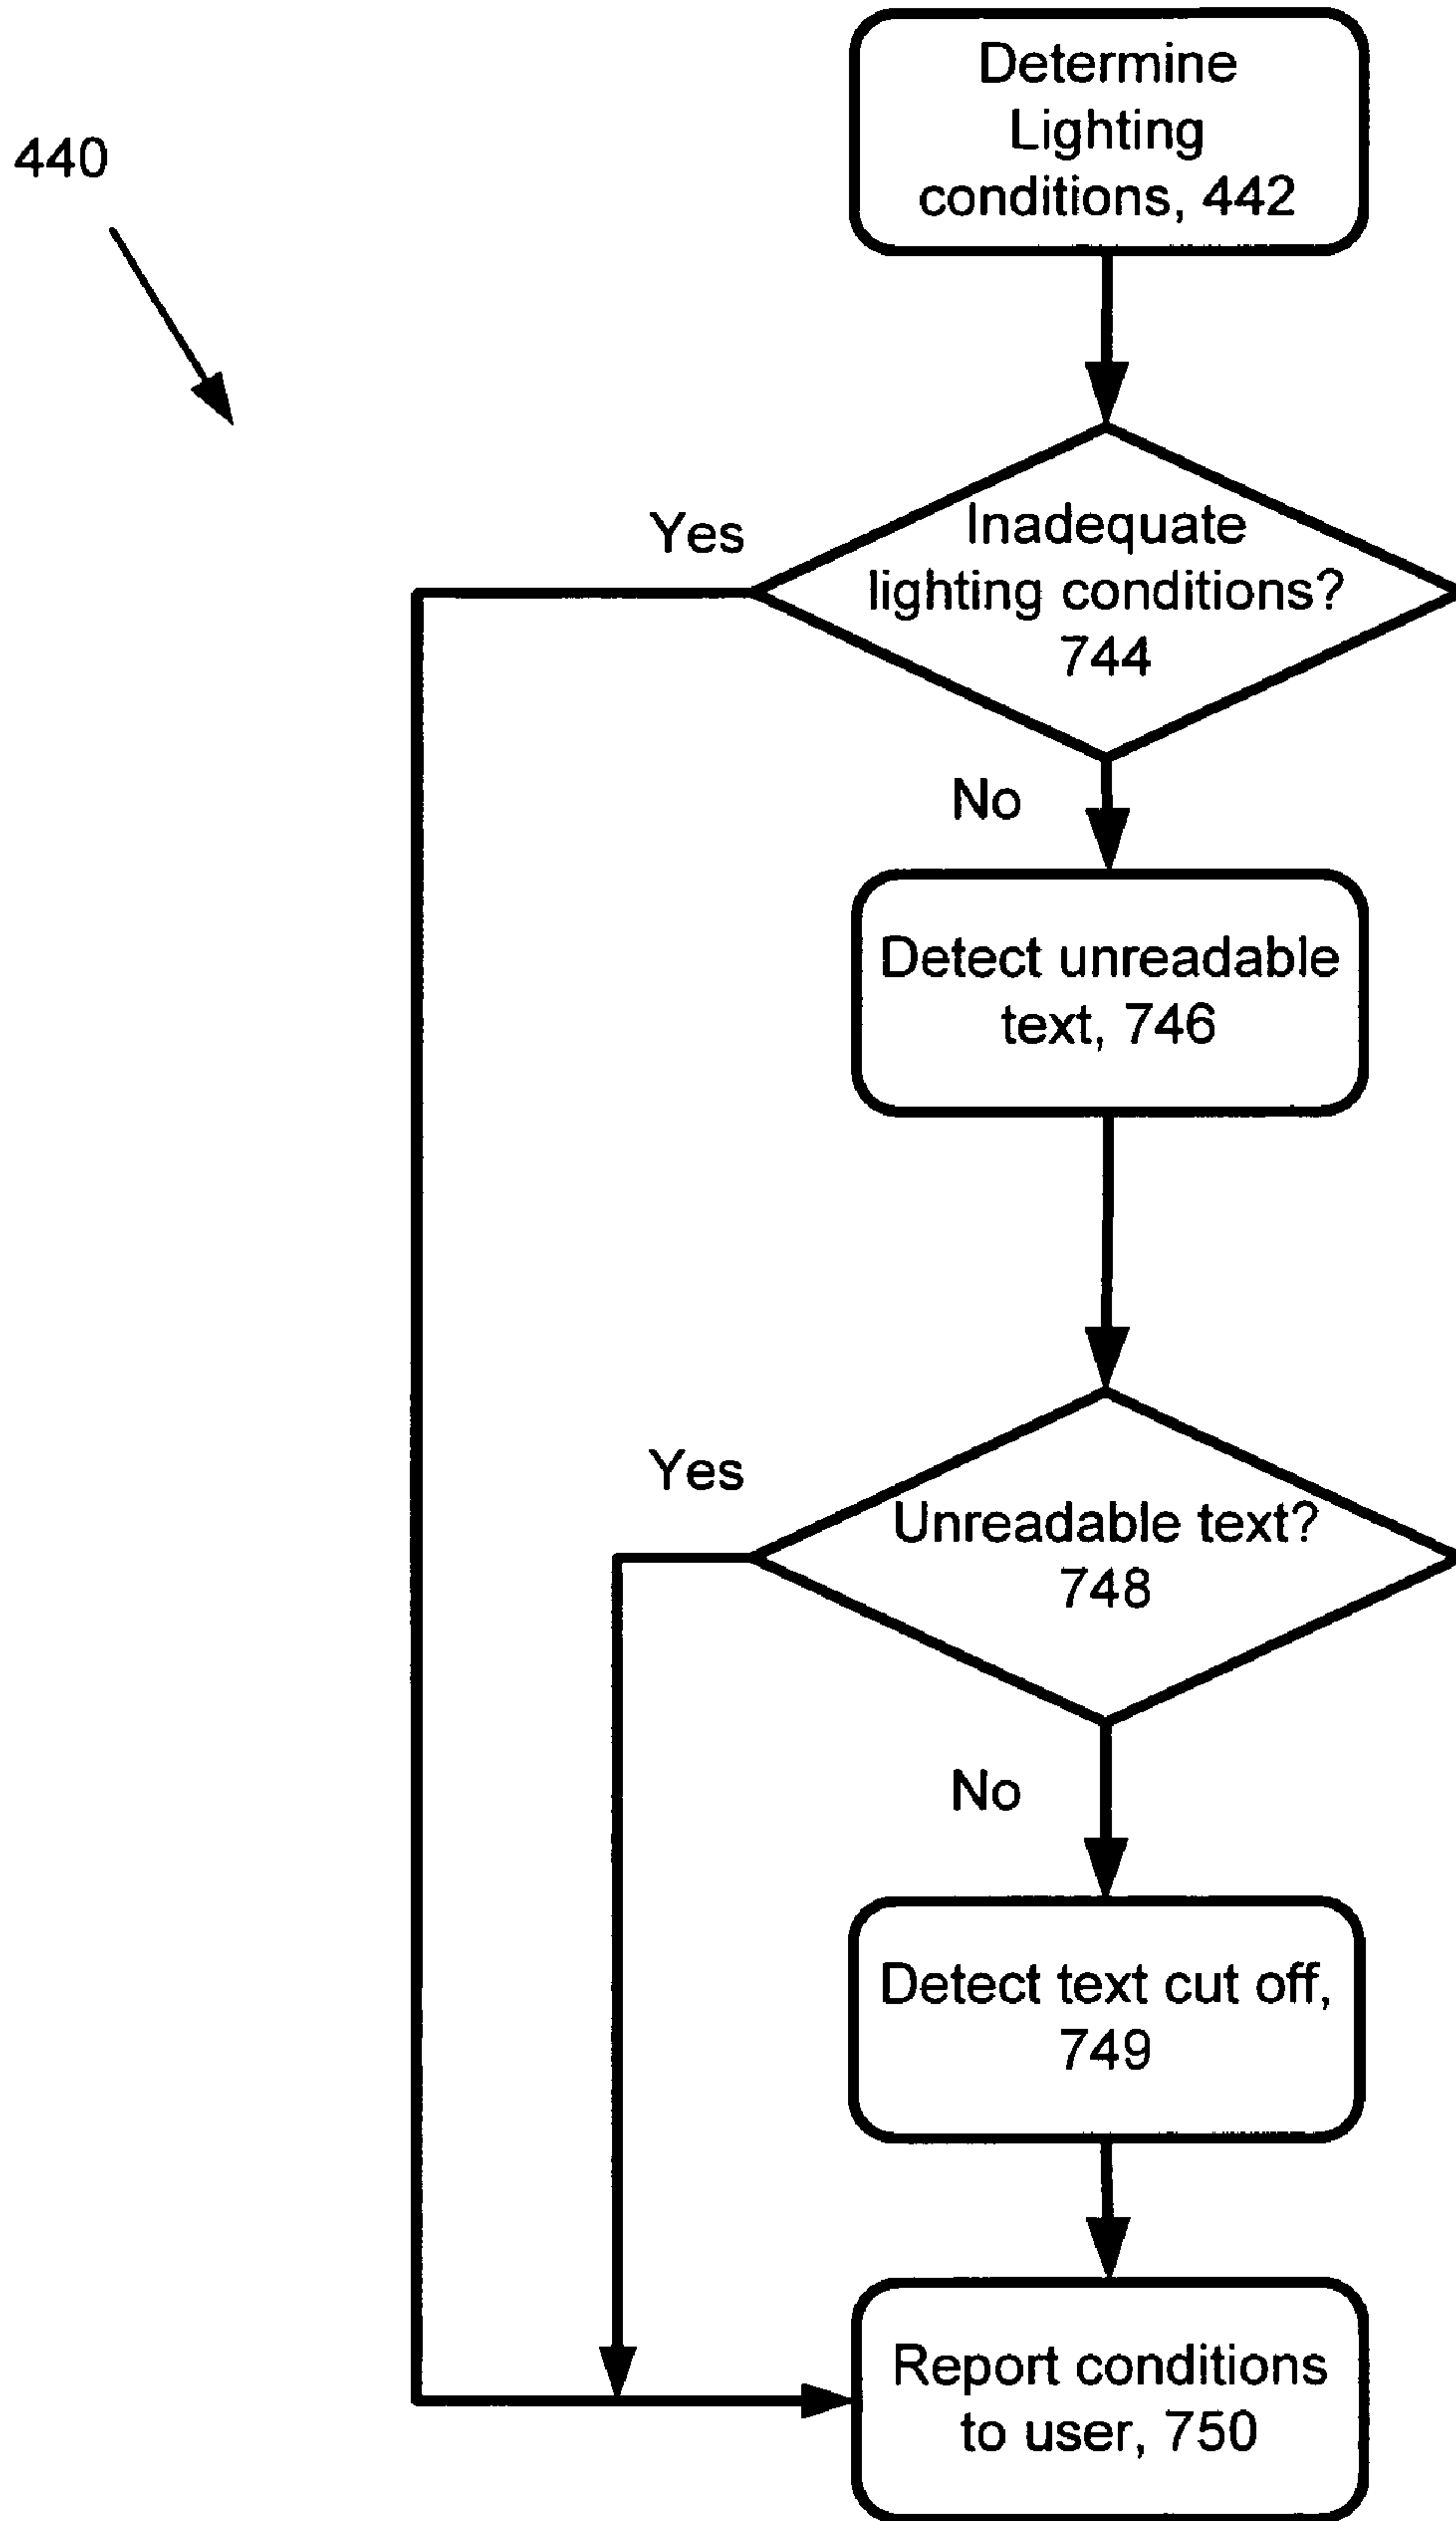 440
Determine
Lighting
conditions, 442
Yes
Inadequate
lighting conditions?
744
No
Detect unreadable
text, 746
Yes
Unreadable text?
748
No
Detect text cut off,
749
Report conditions
to user, 750